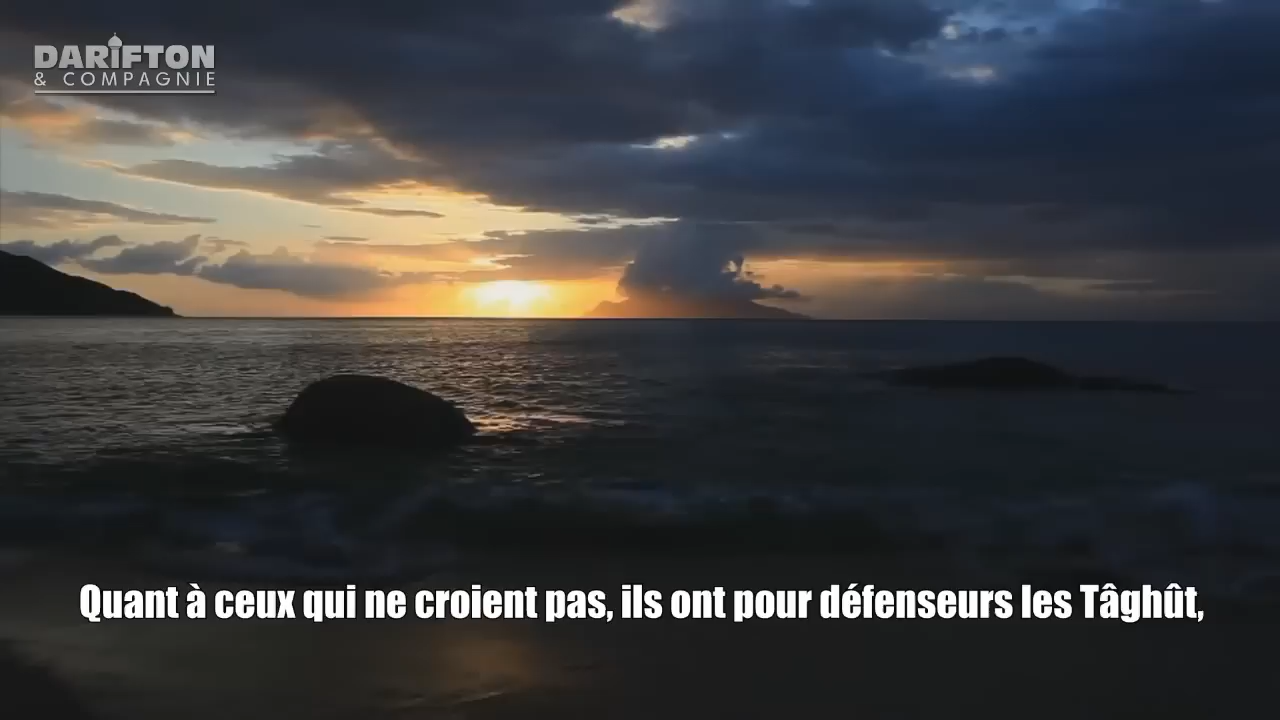 DARIFTON
& COMPAGNIE
Quant à ceux qui ne croient pas, ils ont pour défenseurs les Tâghût,